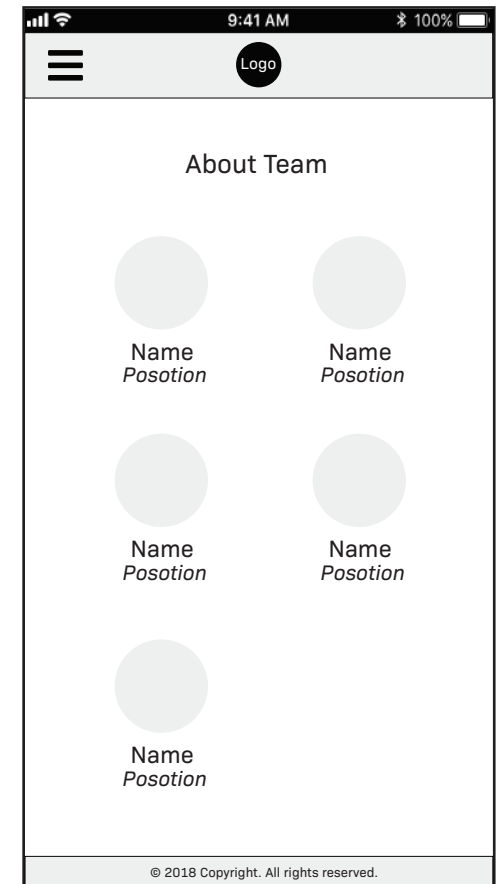 9:41 AM 100%
Logo
About Team
Name Name
Posotion Posotion
Name Name
Posotion Posotion
Name
Posotion
© 2018 Copyright. All rights reserved.